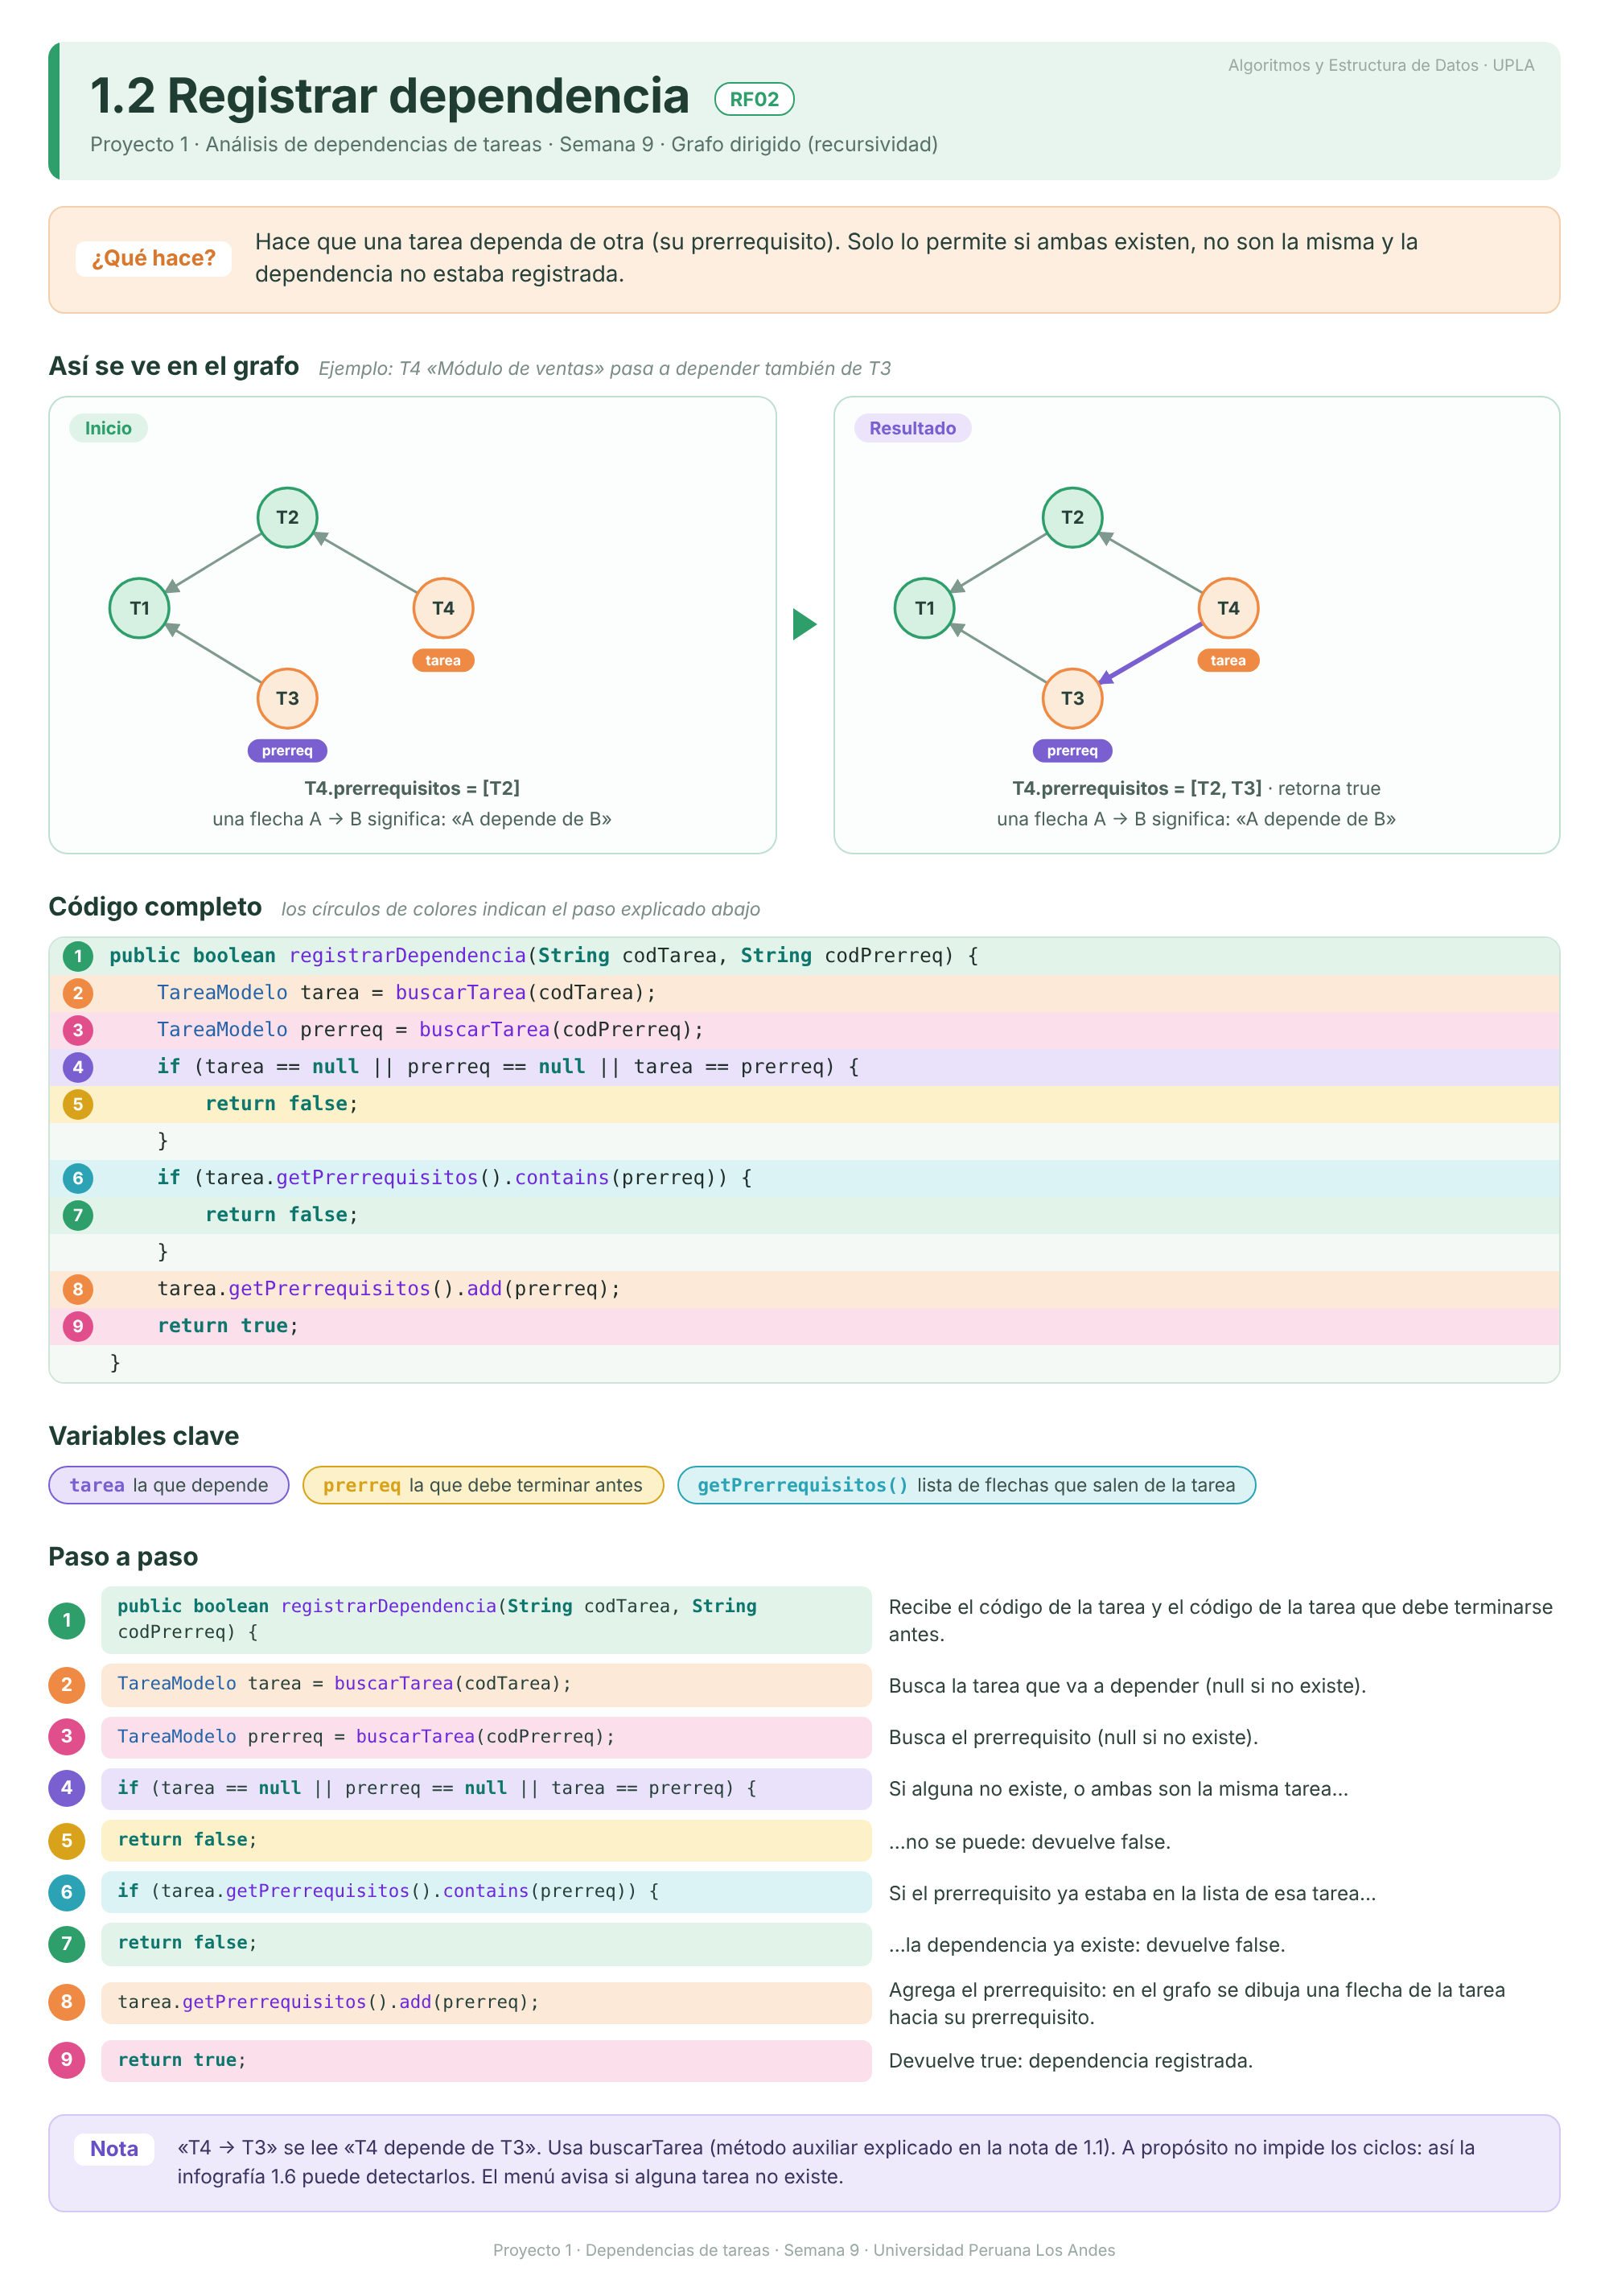 Algoritmos y Estructura de Datos · UPLA
1.2 Registrar dependencia RF02
Proyecto 1 · Análisis de dependencias de tareas · Semana 9 · Grafo dirigido (recursividad)
¿Qué hace?
Hace que una tarea dependa de otra (su prerrequisito). Solo lo permite si ambas existen, no son la misma y la
dependencia no estaba registrada.
Así se ve en el grafo Ejemplo: T4 «Módulo de ventas» pasa a depender también de T3
Inicio
T2
T1
T4
tarea
T3
prerreq
T4.prerrequisitos = [T2]
una flecha A → B significa: «A depende de B»
Resultado
T2
T1
T4
tarea
T3
prerreq
T4.prerrequisitos = [T2, T3] · retorna true
una flecha A → B significa: «A depende de B»
Código completo los círculos de colores indican el paso explicado abajo
1 public boolean registrarDependencia(String codTarea, String codPrerreq) {
2 TareaModelo tarea = buscarTarea(codTarea);
3 TareaModelo prerreq = buscarTarea(codPrerreq);
4 if (tarea == null || prerreq == null || tarea == prerreq) {
5 return false;
}
6 if (tarea.getPrerrequisitos().contains(prerreq)) {
7 return false;
}
8 tarea.getPrerrequisitos().add(prerreq);
9 return true;
}
Variables clave
tarea la que depende
prerreq la que debe terminar antes
getPrerrequisitos() lista de flechas que salen de la tarea
Paso a paso
1 public boolean registrarDependencia(String codTarea, String
codPrerreq) {
Recibe el código de la tarea y el código de la tarea que debe terminarse
antes.
2 TareaModelo tarea = buscarTarea(codTarea);
Busca la tarea que va a depender (null si no existe).
3 TareaModelo prerreq = buscarTarea(codPrerreq);
Busca el prerrequisito (null si no existe).
4 if (tarea == null || prerreq == null || tarea == prerreq) {
Si alguna no existe, o ambas son la misma tarea…
5 return false;
…no se puede: devuelve false.
6 if (tarea.getPrerrequisitos().contains(prerreq)) {
Si el prerrequisito ya estaba en la lista de esa tarea…
7 return false;
…la dependencia ya existe: devuelve false.
8 tarea.getPrerrequisitos().add(prerreq);
Agrega el prerrequisito: en el grafo se dibuja una flecha de la tarea
hacia su prerrequisito.
9 return true;
Devuelve true: dependencia registrada.
Nota
«T4 → T3» se lee «T4 depende de T3». Usa buscarTarea (método auxiliar explicado en la nota de 1.1). A propósito no impide los ciclos: así la
infografía 1.6 puede detectarlos. El menú avisa si alguna tarea no existe.
Proyecto 1 · Dependencias de tareas · Semana 9 · Universidad Peruana Los Andes